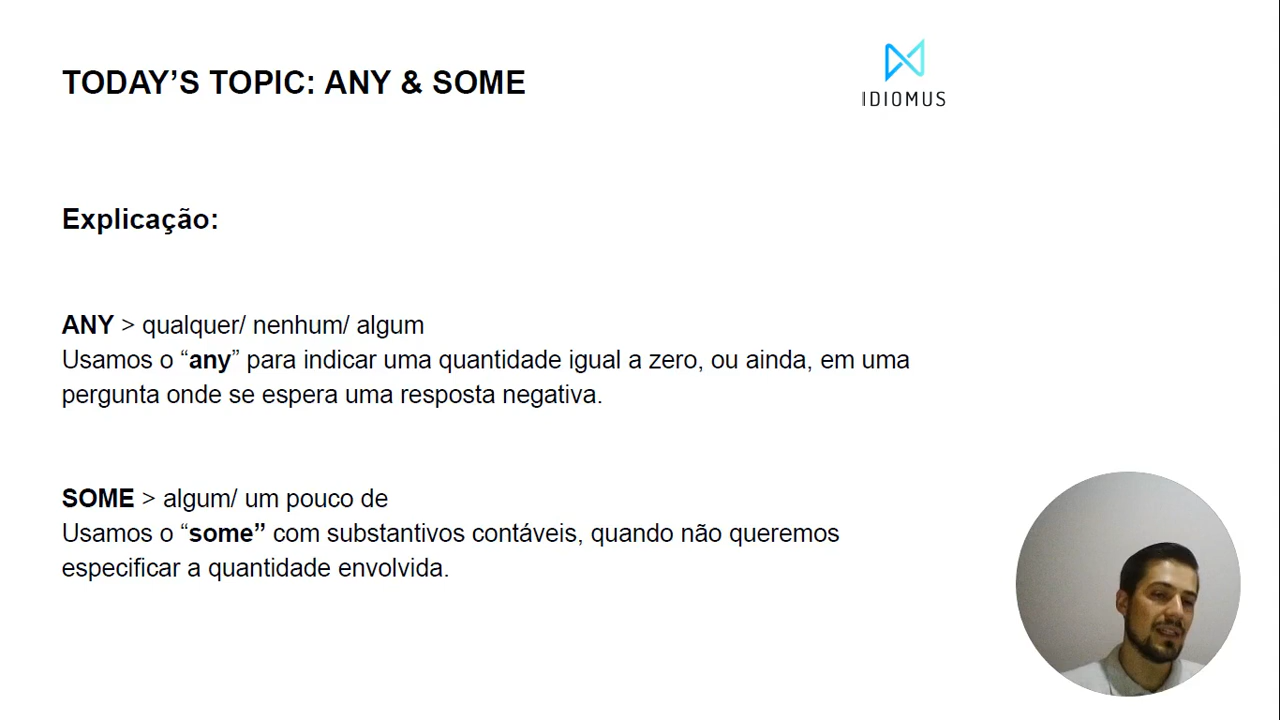 TODAY’S TOPIC: ANY & SOME
IDIOMUS
Explicação:
ANY > qualquer/ nenhum/ algum
Usamos o “any” para indicar uma quantidade igual a zero, ou ainda, em uma
pergunta onde se espera uma resposta negativa.
SOME > algum/ um pouco de
Usamos o “some” com substantivos contáveis, quando não queremos
especificar a quantidade envolvida.